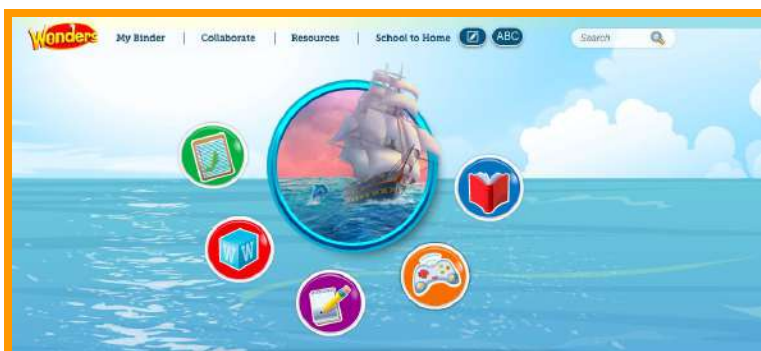 Wonders My Binder | Collaborate | Resources | School to Home ABC Search
W W